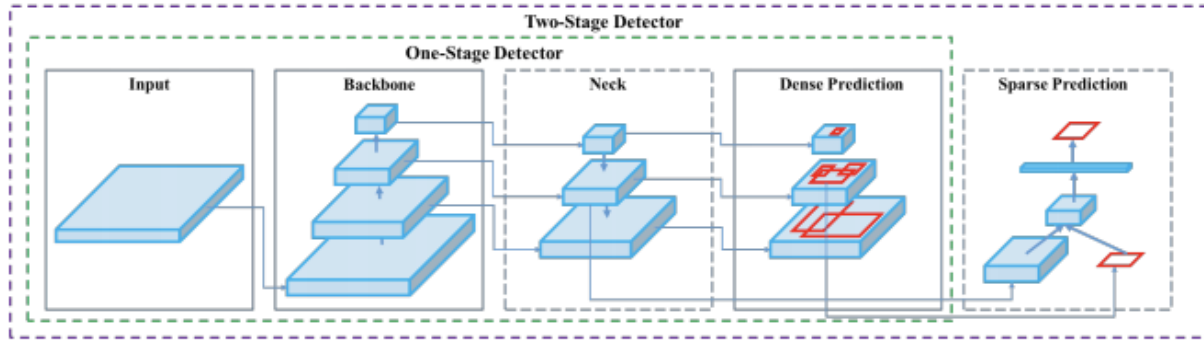 Two-Stage Detector
One-Stage Detector
Input
Backbone
Neck
Dense Prediction
Sparse Prediction